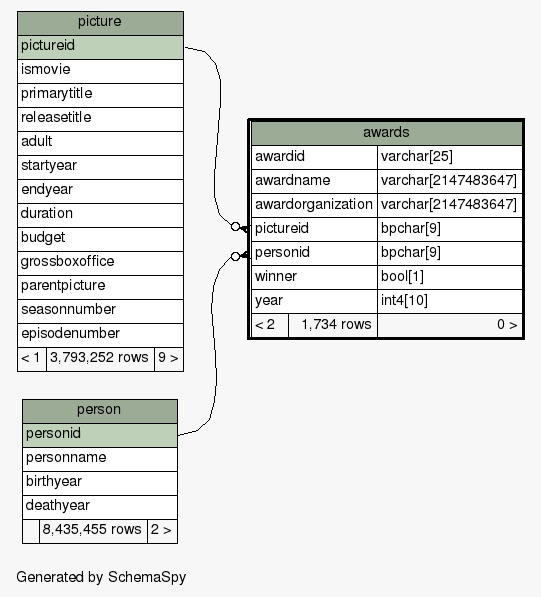 picture
pictureid
ismovie
primarytitle
releasetitle
adult
startyear
endyear
duration
budget
grossboxoffice
parentpicture
seasonnumber
episodenumber
< 1 3,793,252 rows 9 >
awards
awardid varchar[25]
awardname varchar[2147483647]
awardorganization varchar[2147483647]
pictureid bpchar[9]
personid bpchar[9]
winner bool[1]
year int4[10]
< 2 1,734 rows 0 >
person
personid
personname
birthyear
deathyear
8,435,455 rows 2 >
Generated by SchemaSpy